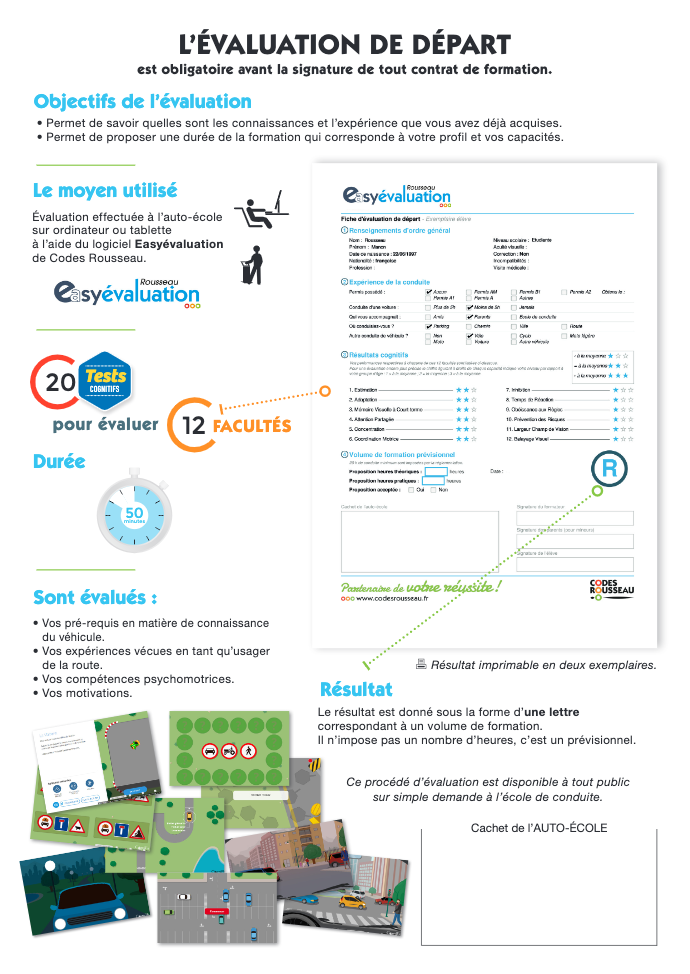 L'ÉVALUATION DE DÉPART
est obligatoire avant la signature de tout contrat de formation.
Objectifs de l'évaluation
• Permet de savoir quelles sont les connaissances et l'expérience que vous avez déjà acquises.
• Permet de proposer une durée de la formation qui corresponde à votre profil et vos capacités.
Le moyen utilisé
Évaluation effectuée à l'auto-école
sur ordinateur ou tablette
à l'aide du logiciel Easyévaluation
de Codes Rousseau.
Rousseau
Easyévaluation
20 Tests
COGNITIFS
pour évaluer 12 FACULTÉS
Durée
50
minutes
Sont évalués :
• Vos pré-requis en matière de connaissance
du véhicule.
• Vos expériences vécues en tant qu'usager
de la route.
• Vos compétences psychomotrices.
• Vos motivations.
Rousseau
Easyévaluation
Fiche d'évaluation de départ - Exemplaire élève
1 Renseignements d'ordre général
Nom : Rousseau
Prénom : Manon
Date de naissance : 22/06/1997
Nationalité : française
Profession :
Niveau scolaire : Etudiante
Acuité visuelle :
Correction : Non
Incompatibilités :
Visite médicale :
2 Expérience de la conduite
Permis possédé : Aucun Permis AM Permis B1 Permis A2 Obtenu le :
Permis A1 Permis A Autres
Conduite d'une voiture : Plus de 5h Moins de 5h Jamais
Qui vous accompagnait : Amis Parents Ecole de conduite
Où conduisiez-vous ? Parking Chemin Ville Route
Autre conduite de véhicule ? Non Vélo Cyclo Moto légère
Moto Voiture Autre véhicule
3 Résultats cognitifs
- à la moyenne
= à la moyenne
+ à la moyenne
1. Estimation
2. Adaptation
3. Mémoire Visuelle à Court terme
4. Attention Partagée
5. Concentration
6. Coordination Motrice
7. Inhibition
8. Temps de Réaction
9. Obéissance aux Règles
10. Prévention des Risques
11. Largeur Champ de Vision
12. Balayage Visuel
4 Volume de formation prévisionnel
Proposition heures théoriques : heures Date :
Proposition heures pratiques : heures
Proposition acceptée : Oui Non
R
Cachet de l'auto-école
Signature du formateur
Signature des parents (pour mineurs)
Signature de l'élève
Partenaire de votre réussite !
www.codesrousseau.fr
CODES
ROUSSEAU
Résultat imprimable en deux exemplaires.
Résultat
Le résultat est donné sous la forme d'une lettre
correspondant à un volume de formation.
Il n'impose pas un nombre d'heures, c'est un prévisionnel.
Ce procédé d'évaluation est disponible à tout public
sur simple demande à l'école de conduite.
Cachet de l'AUTO-ÉCOLE